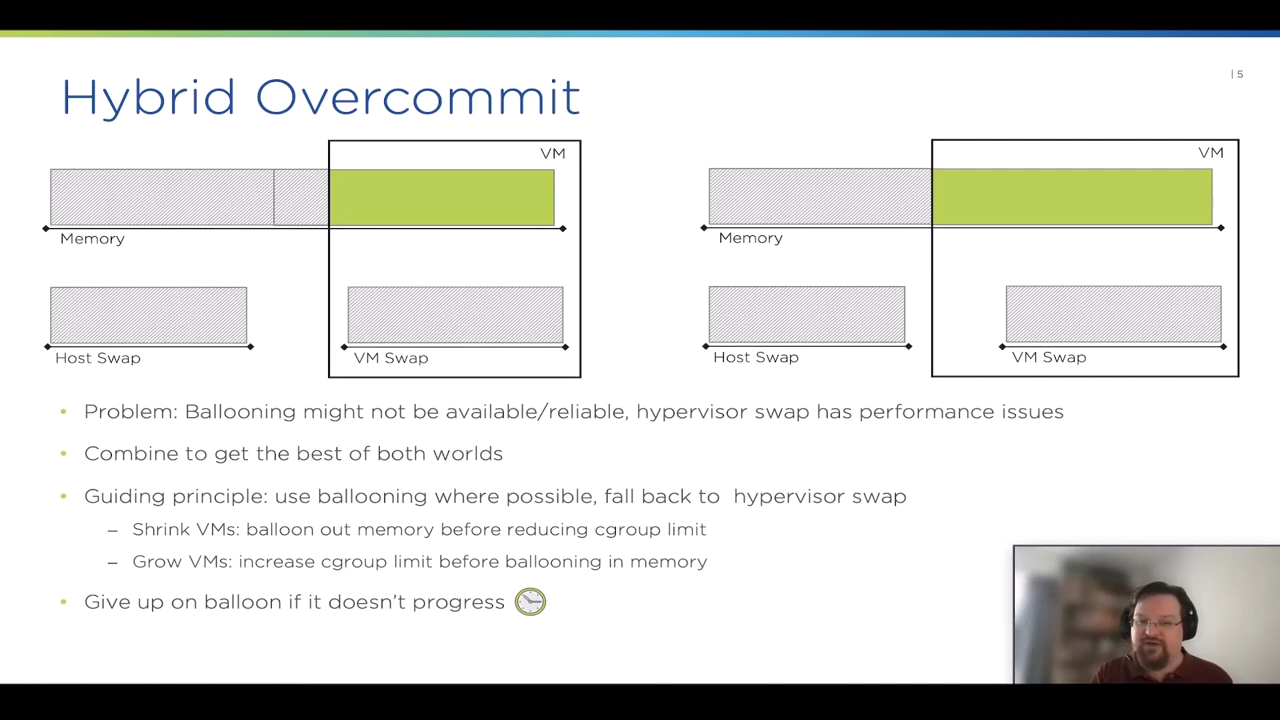 | 5
Hybrid Overcommit
VM
Memory
Host Swap
VM Swap
VM
Memory
Host Swap
VM Swap
• Problem: Ballooning might not be available/reliable, hypervisor swap has performance issues
• Combine to get the best of both worlds
• Guiding principle: use ballooning where possible, fall back to hypervisor swap
– Shrink VMs: balloon out memory before reducing cgroup limit
– Grow VMs: increase cgroup limit before ballooning in memory
• Give up on balloon if it doesn't progress